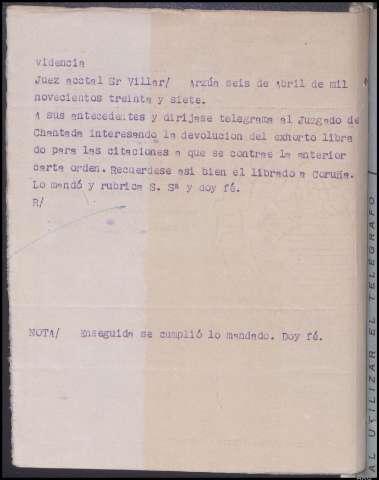 videncia
Juez acctal Sr Villar/ Arzúa seis de Abril de mil
novecientos treinta y siete.
A sus antecedentes y dirijase telegrama al Juzgado de
Chantada interesando la devolucion del exhorto libra
do para las citaciones a que se contrae la anterior
carta orden. Recuerdese asi bien el librado a Coruña.
Lo mandó y rubrica S. Sª y doy fé.
R/
NOTA/ Enseguida se cumplió lo mandado. Doy fé.
AL UTILIZAR EL TELÉGRAFO